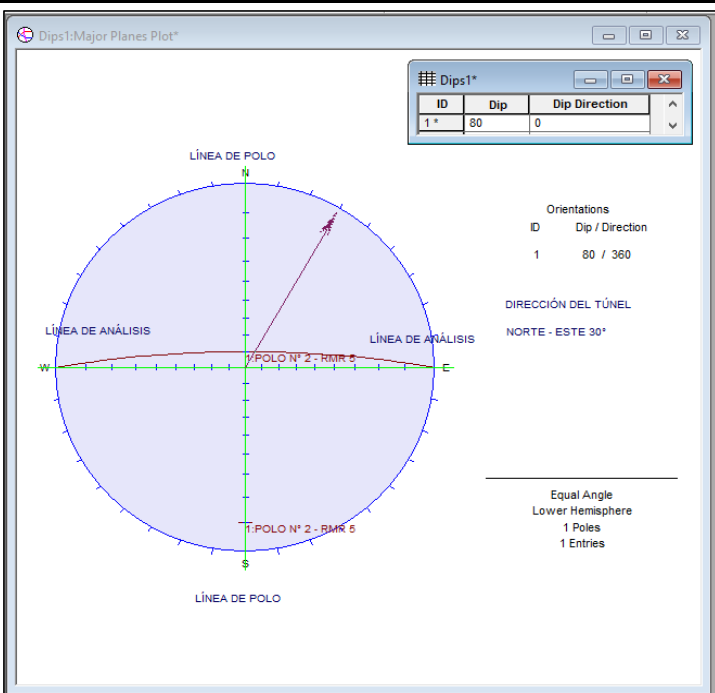 Dips1:Major Planes Plot*
Dips1*
ID Dip Dip Direction
1 * 80 0
LÍNEA DE POLO
N
Orientations
ID Dip / Direction
1 80 / 360
DIRECCIÓN DEL TÚNEL
NORTE - ESTE 30°
LÍNEA DE ANÁLISIS
LÍNEA DE ANÁLISIS
1:POLO N° 2 - RMR 5
W
E
Equal Angle
Lower Hemisphere
1 Poles
1 Entries
1:POLO N° 2 - RMR 5
S
LÍNEA DE POLO